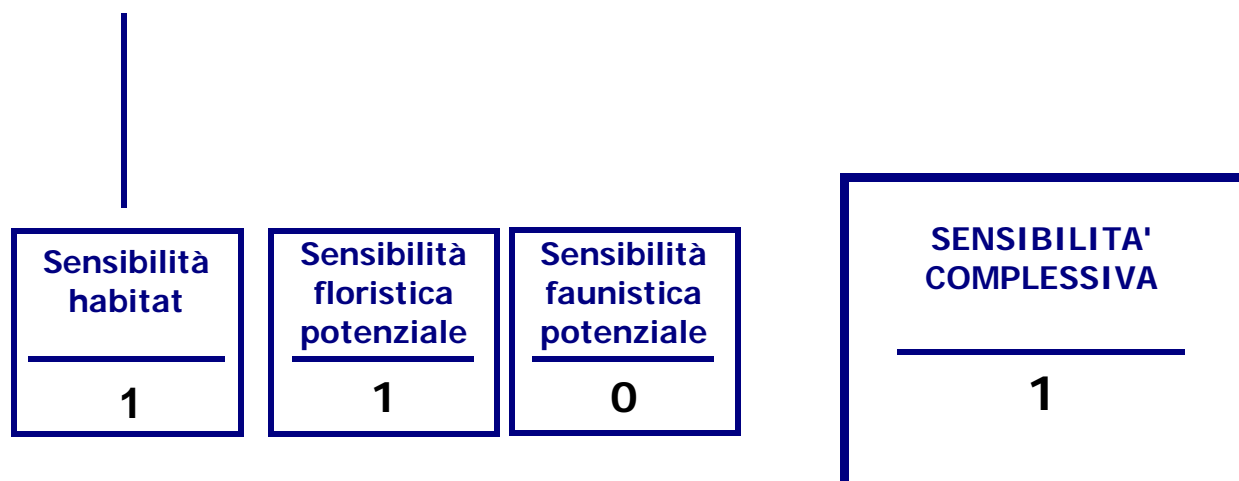 Sensibilità
habitat
1
Sensibilità
floristica
potenziale
1
Sensibilità
faunistica
potenziale
0
SENSIBILITA'
COMPLESSIVA
1